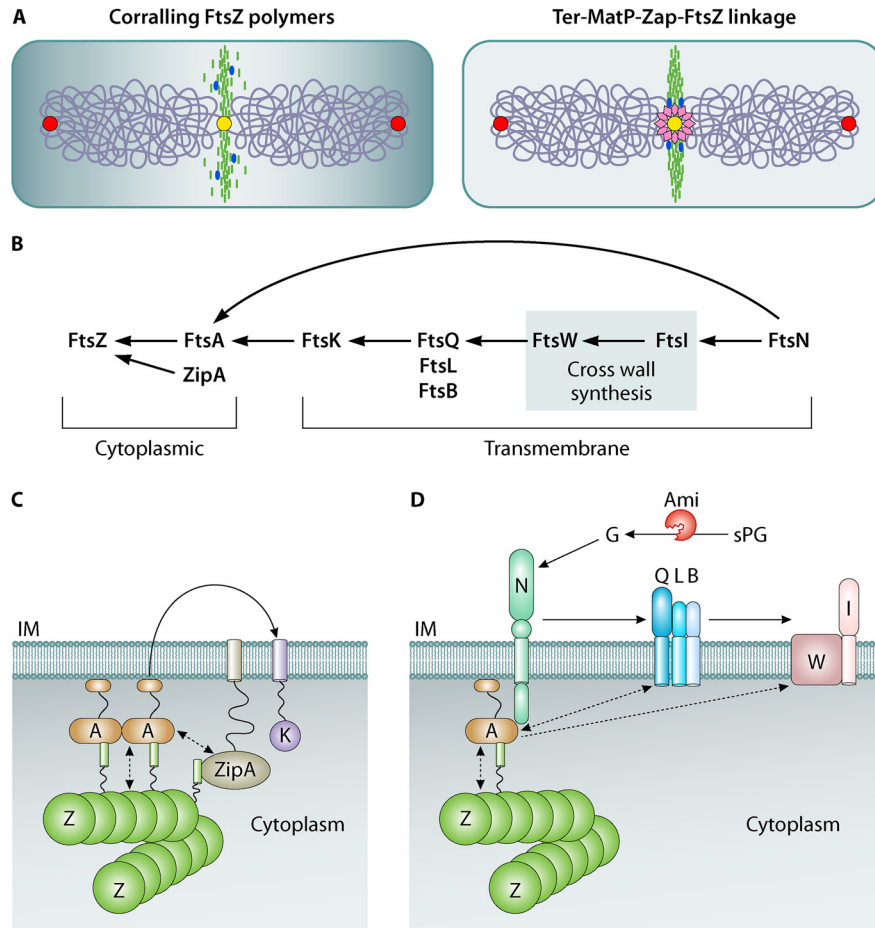 A
Corralling FtsZ polymers
Ter-MatP-Zap-FtsZ linkage
B
FtsZ FtsA FtsK FtsQ FtsW FtsI FtsN
ZipA FtsL Cross wall
FtsB synthesis
Cytoplasmic Transmembrane
C
IM
A A
K
ZipA
Z
Cytoplasm
Z
D
Ami
G sPG
N
Q L B
I
IM
W
A
Z
Cytoplasm
Z